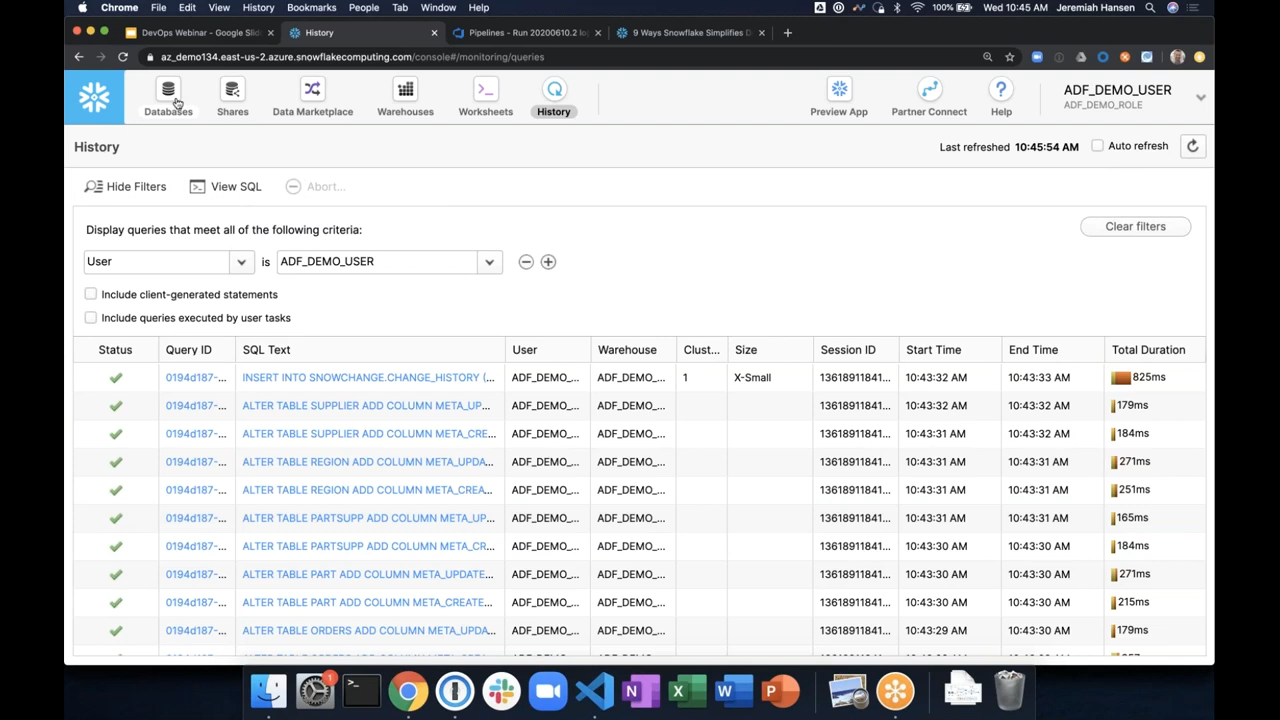 Chrome File Edit View History Bookmarks People Tab Window Help 100% Wed 10:45 AM Jeremiah Hansen
DevOps Webinar - Google Slid History Pipelines - Run 20200610.2 lo 9 Ways Snowflake Simplifies D
az_demo134.east-us-2.azure.snowflakecomputing.com/console#/monitoring/queries
Databases Shares Data Marketplace Warehouses Worksheets History Preview App Partner Connect Help
ADF_DEMO_USER
ADF_DEMO_ROLE
History Last refreshed 10:45:54 AM Auto refresh
Hide Filters View SQL Abort...
Display queries that meet all of the following criteria: Clear filters
User is ADF_DEMO_USER
Include client-generated statements
Include queries executed by user tasks
Status Query ID SQL Text User Warehouse Clust... Size Session ID Start Time End Time Total Duration
0194d187-... INSERT INTO SNOWCHANGE.CHANGE_HISTORY (... ADF_DEMO_... ADF_DEMO_... 1 X-Small 13618911841... 10:43:32 AM 10:43:33 AM 825ms
0194d187-... ALTER TABLE SUPPLIER ADD COLUMN META_UP... ADF_DEMO_... ADF_DEMO_... 13618911841... 10:43:32 AM 10:43:32 AM 179ms
0194d187-... ALTER TABLE SUPPLIER ADD COLUMN META_CRE... ADF_DEMO_... ADF_DEMO_... 13618911841... 10:43:31 AM 10:43:32 AM 184ms
0194d187-... ALTER TABLE REGION ADD COLUMN META_UPDA... ADF_DEMO_... ADF_DEMO_... 13618911841... 10:43:31 AM 10:43:31 AM 271ms
0194d187-... ALTER TABLE REGION ADD COLUMN META_CREA... ADF_DEMO_... ADF_DEMO_... 13618911841... 10:43:31 AM 10:43:31 AM 251ms
0194d187-... ALTER TABLE PARTSUPP ADD COLUMN META_UP... ADF_DEMO_... ADF_DEMO_... 13618911841... 10:43:31 AM 10:43:31 AM 165ms
0194d187-... ALTER TABLE PARTSUPP ADD COLUMN META_CR... ADF_DEMO_... ADF_DEMO_... 13618911841... 10:43:30 AM 10:43:31 AM 184ms
0194d187-... ALTER TABLE PART ADD COLUMN META_UPDATE... ADF_DEMO_... ADF_DEMO_... 13618911841... 10:43:30 AM 10:43:30 AM 271ms
0194d187-... ALTER TABLE PART ADD COLUMN META_CREATE... ADF_DEMO_... ADF_DEMO_... 13618911841... 10:43:30 AM 10:43:30 AM 215ms
0194d187-... ALTER TABLE ORDERS ADD COLUMN META_UPDA... ADF_DEMO_... ADF_DEMO_... 13618911841... 10:43:29 AM 10:43:30 AM 179ms